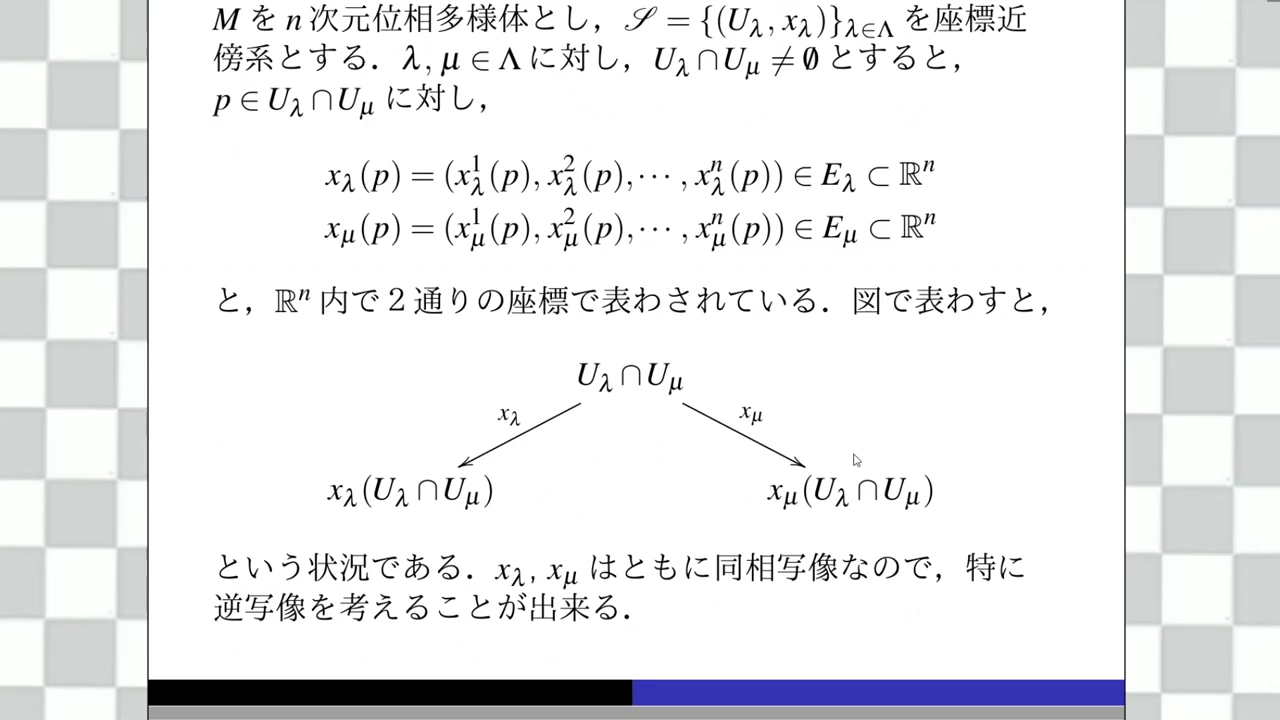 M を n 次元位相多様体とし，𝒮 = {(U_λ, x_λ)}_{λ∈Λ} を座標近
傍系とする．λ, μ ∈ Λ に対し，U_λ ∩ U_μ ≠ ∅ とすると，
p ∈ U_λ ∩ U_μ に対し，
x_λ(p) = (x_λ^1(p), x_λ^2(p), ⋯ , x_λ^n(p)) ∈ E_λ ⊂ ℝ^n
x_μ(p) = (x_μ^1(p), x_μ^2(p), ⋯ , x_μ^n(p)) ∈ E_μ ⊂ ℝ^n
と，ℝ^n 内で 2 通りの座標で表わされている．図で表わすと，
U_λ ∩ U_μ
x_λ x_μ
x_λ(U_λ ∩ U_μ) x_μ(U_λ ∩ U_μ)
という状況である．x_λ, x_μ はともに同相写像なので，特に
逆写像を考えることが出来る．